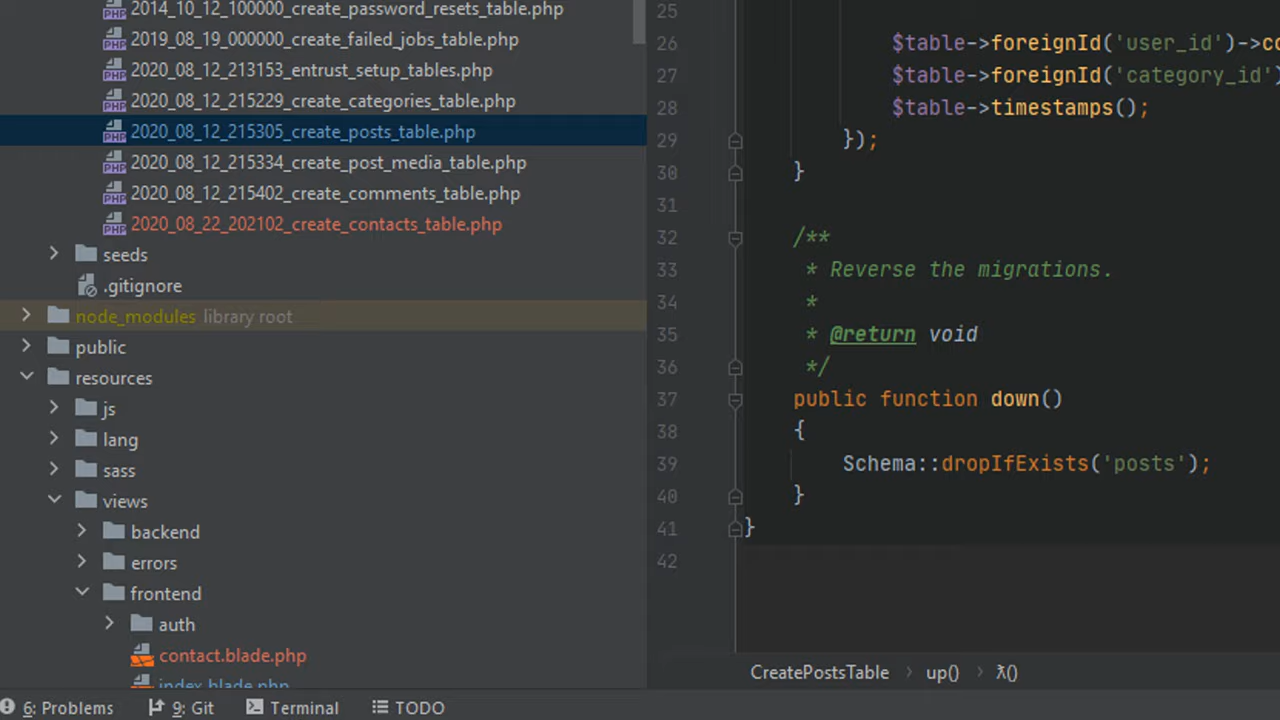 2014_10_12_100000_create_password_resets_table.php
2019_08_19_000000_create_failed_jobs_table.php
2020_08_12_213153_entrust_setup_tables.php
2020_08_12_215229_create_categories_table.php
2020_08_12_215305_create_posts_table.php
2020_08_12_215334_create_post_media_table.php
2020_08_12_215402_create_comments_table.php
2020_08_22_202102_create_contacts_table.php
seeds
.gitignore
node_modules library root
public
resources
js
lang
sass
views
backend
errors
frontend
auth
contact.blade.php
index.blade.php
25
26 $table->foreignId('user_id')->co
27 $table->foreignId('category_id')
28 $table->timestamps();
29 });
30 }
31
32 /**
33 * Reverse the migrations.
34 *
35 * @return void
36 */
37 public function down()
38 {
39 Schema::dropIfExists('posts');
40 }
41 }
42
CreatePostsTable › up() › λ()
6: Problems 9: Git Terminal TODO